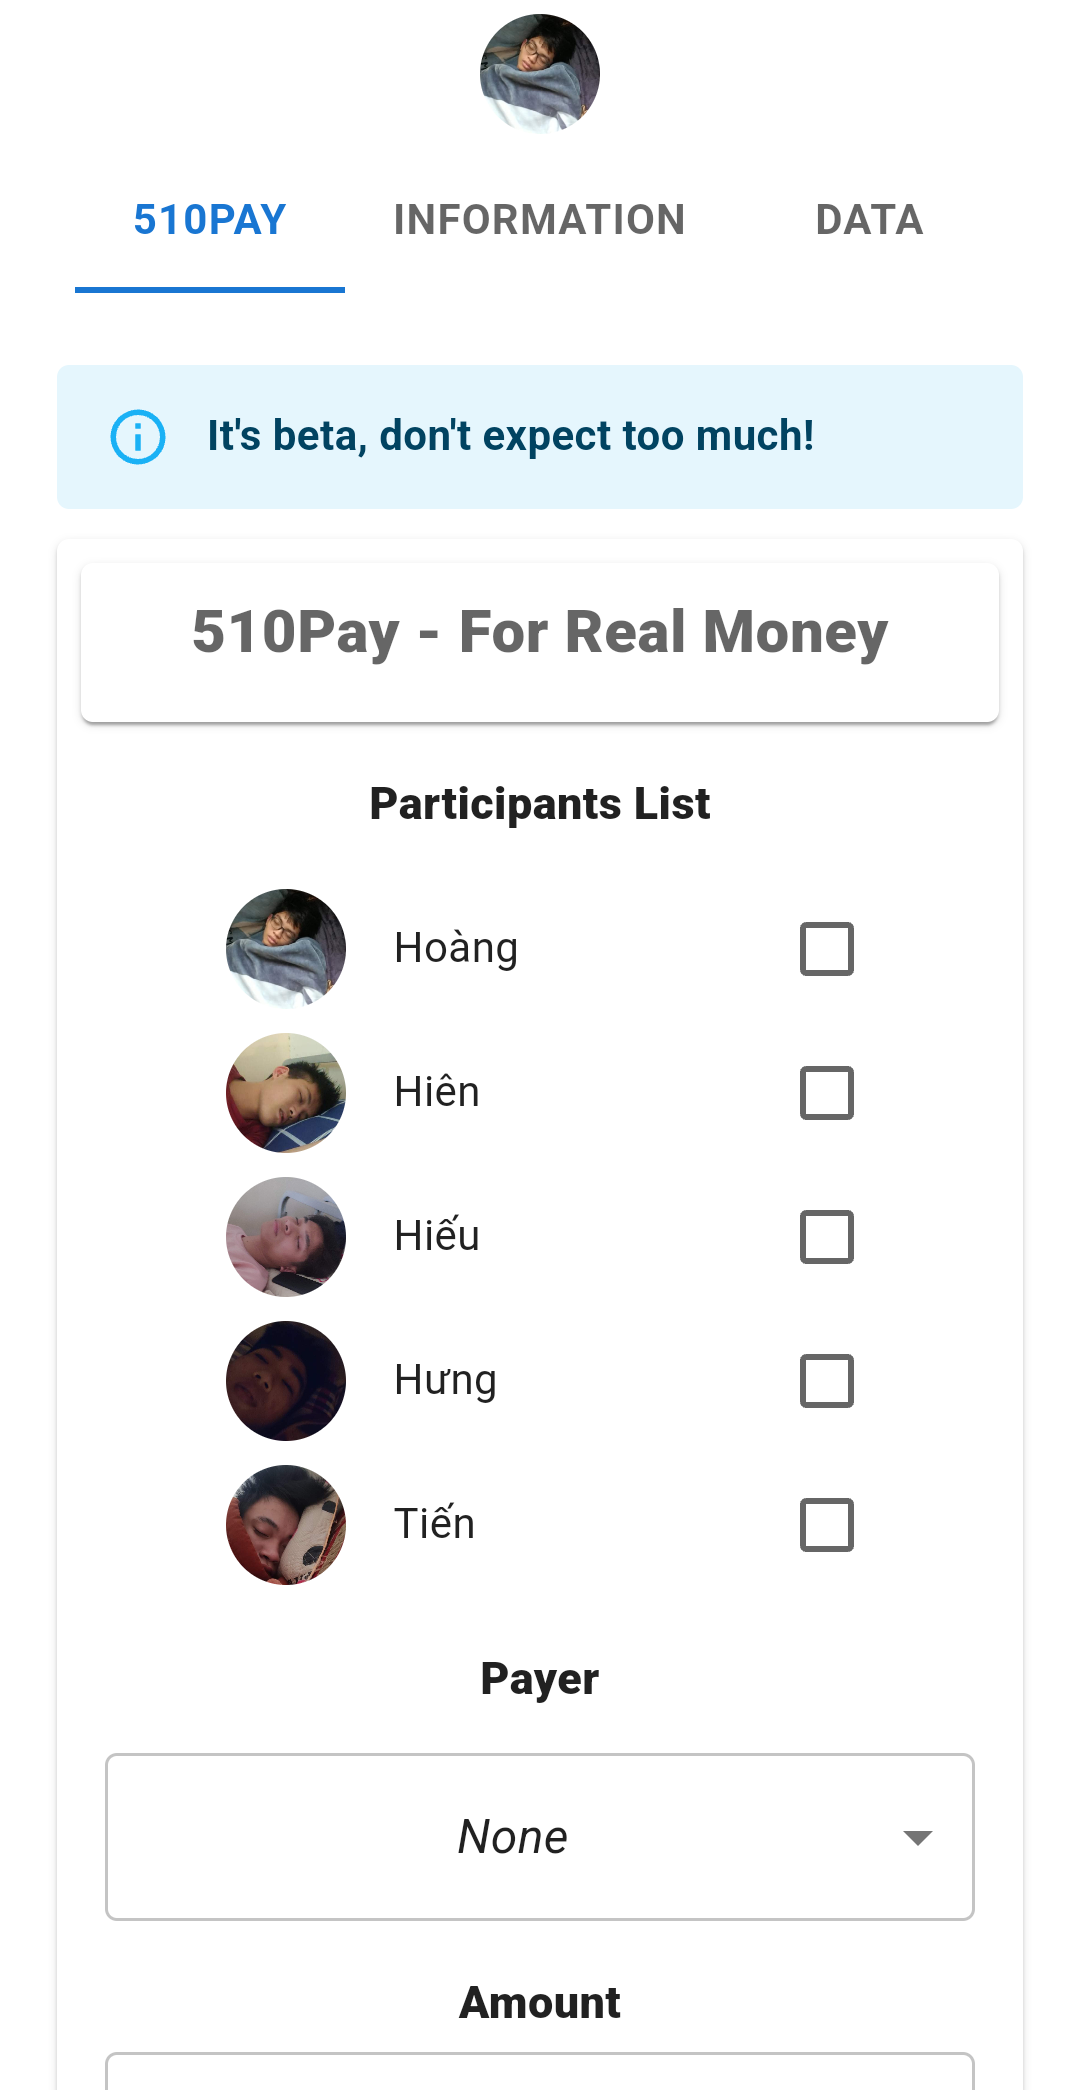 510PAY INFORMATION DATA
It's beta, don't expect too much!
510Pay - For Real Money
Participants List
Hoàng
Hiên
Hiếu
Hưng
Tiến
Payer
None
Amount